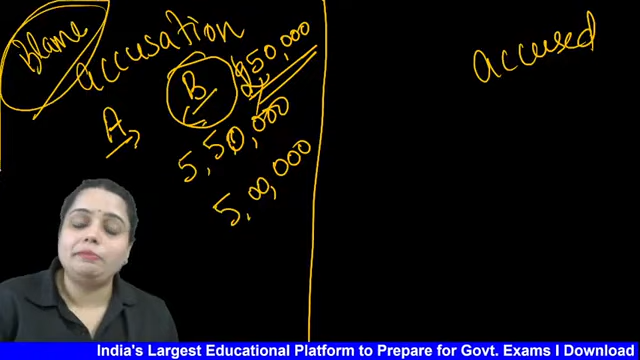 Blame
accusation
A
B
50,000
5,50,000
5,00,000
accused
India's Largest Educational Platform to Prepare for Govt. Exams I Download